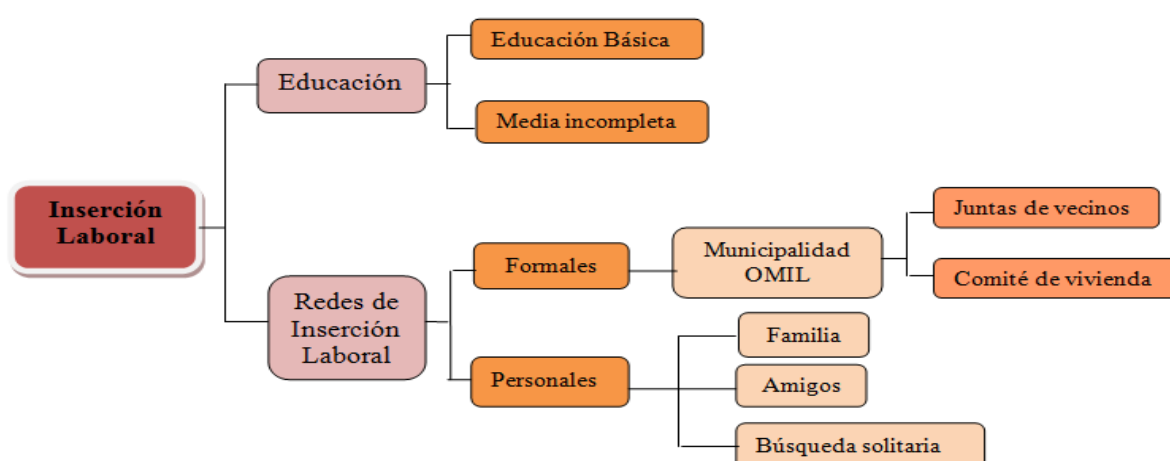 Inserción
Laboral
Educación
Educación Básica
Media incompleta
Redes de
Inserción
Laboral
Formales
Municipalidad
OMIL
Juntas de vecinos
Comité de vivienda
Personales
Familia
Amigos
Búsqueda solitaria